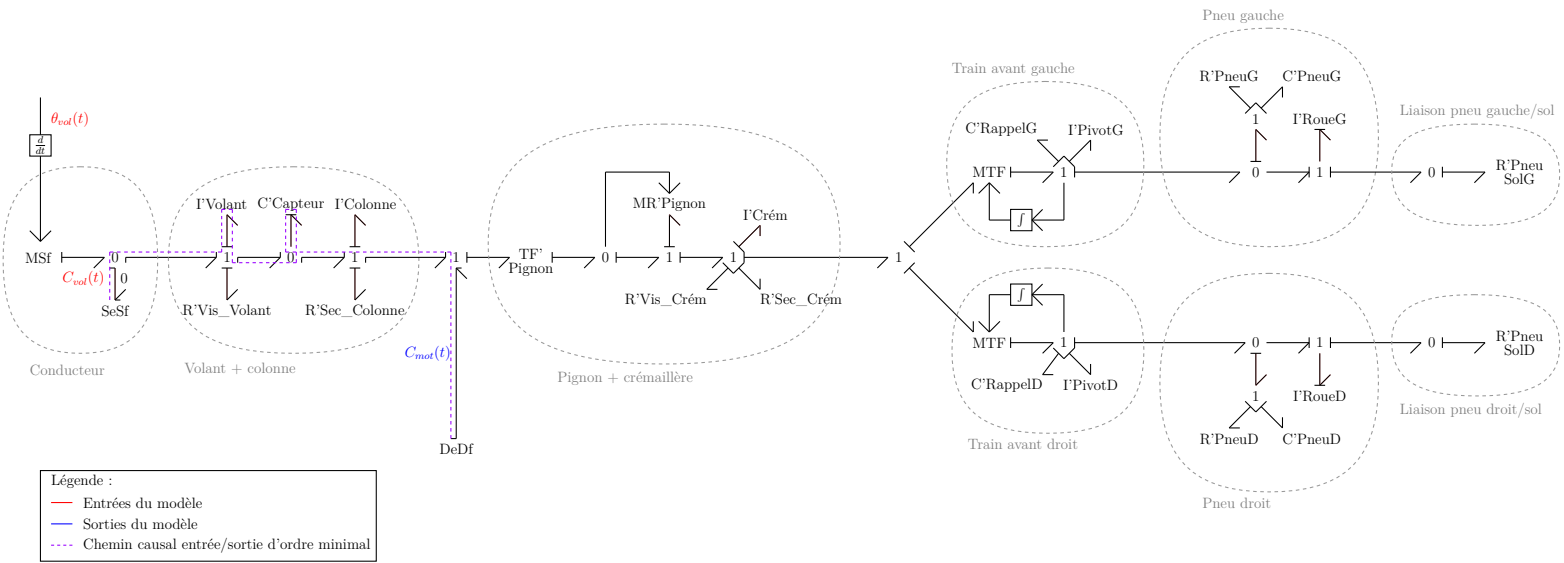 Pneu gauche
Train avant gauche
R'PneuG C'PneuG
Liaison pneu gauche/sol
θ_vol(t)
C'RappelG I'PivotG
1
I'RoueG
d/dt
MTF 1 0 1 0 R'Pneu
SolG
I'Volant C'Capteur I'Colonne
MR'Pignon
I'Crém
∫
MSf 0 1 0 1 1 TF'
Pignon
0 1 1 1
C_vol(t) 0
SeSf
R'Vis_Volant R'Sec_Colonne
R'Vis_Crém R'Sec_Crém
∫
C_mot(t)
MTF 1 0 1 0 R'Pneu
SolD
Conducteur
Volant + colonne
Pignon + crémaillère
C'RappelD I'PivotD
1
I'RoueD
Liaison pneu droit/sol
R'PneuD C'PneuD
Train avant droit
DeDf
Pneu droit
Légende :
Entrées du modèle
Sorties du modèle
Chemin causal entrée/sortie d'ordre minimal